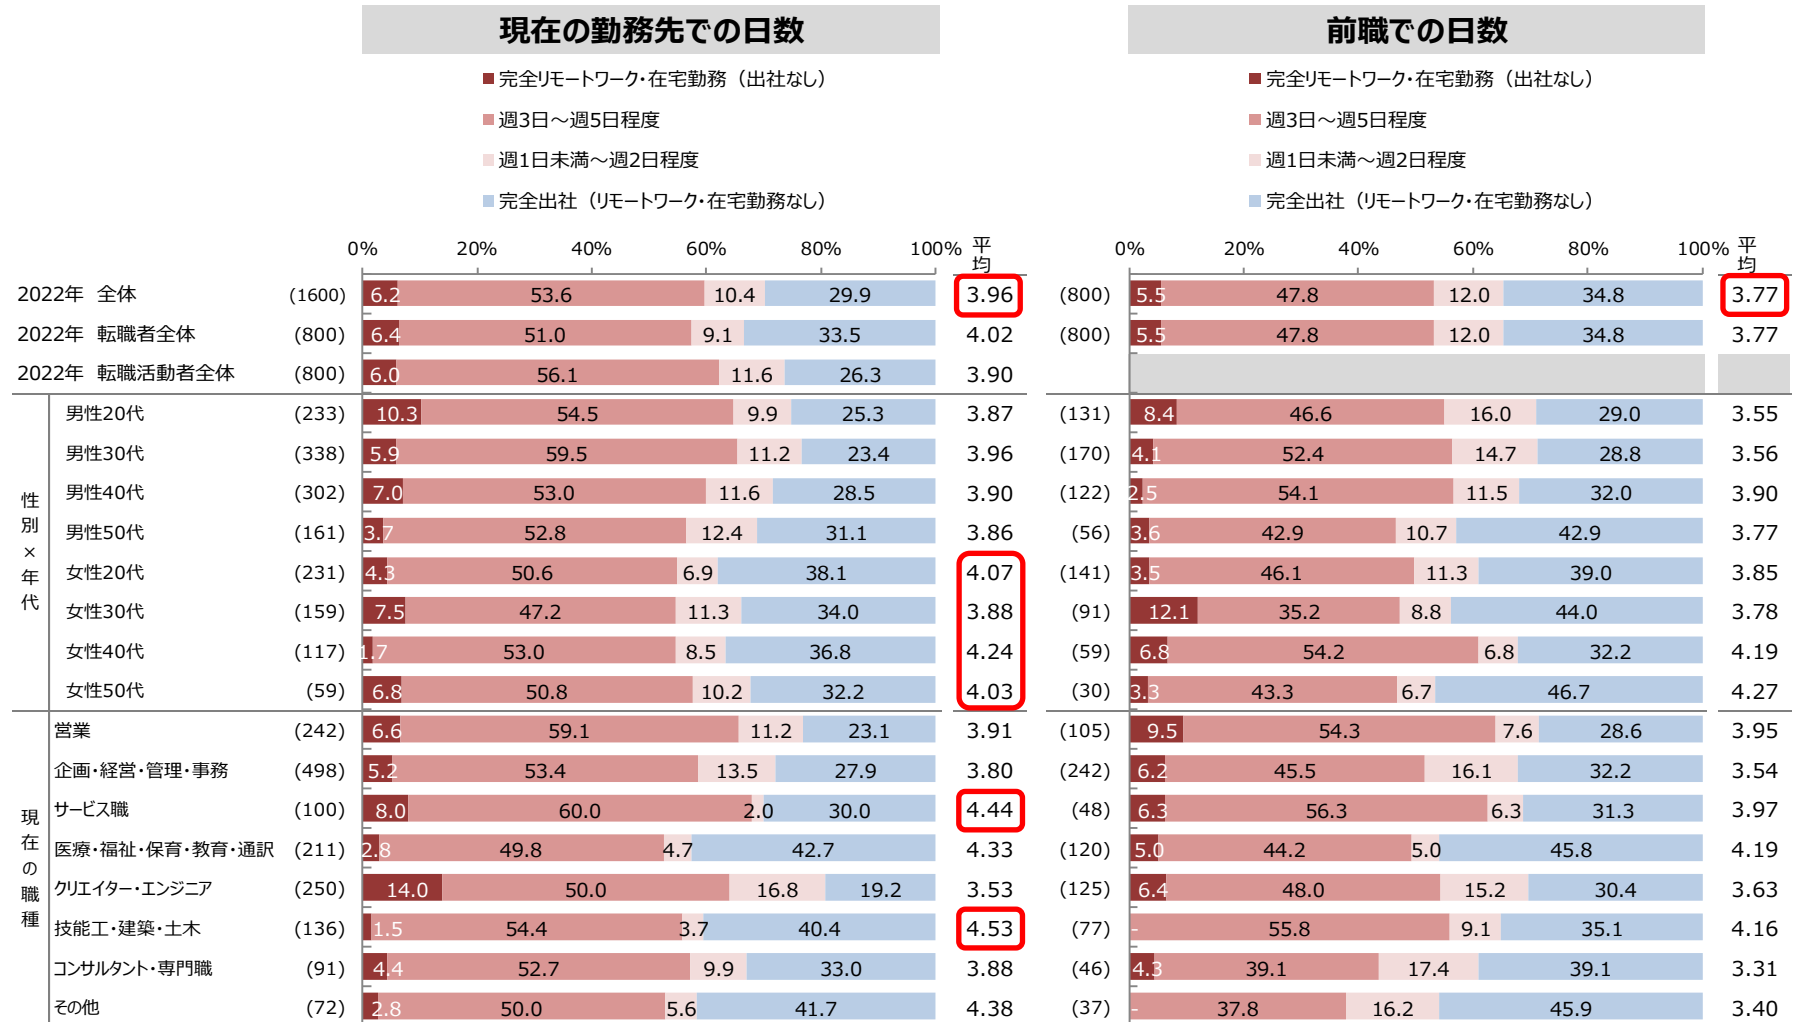 現在の勤務先での日数
前職での日数
完全リモートワーク・在宅勤務（出社なし）
週3日～週5日程度
週1日未満～週2日程度
完全出社（リモートワーク・在宅勤務なし）
完全リモートワーク・在宅勤務（出社なし）
週3日～週5日程度
週1日未満～週2日程度
完全出社（リモートワーク・在宅勤務なし）
0% 20% 40% 60% 80% 100% 平均 0% 20% 40% 60% 80% 100% 平均
2022年 全体 (1600) 6.2 53.6 10.4 29.9 3.96 (800) 5.5 47.8 12.0 34.8 3.77
2022年 転職者全体 (800) 6.4 51.0 9.1 33.5 4.02 (800) 5.5 47.8 12.0 34.8 3.77
2022年 転職活動者全体 (800) 6.0 56.1 11.6 26.3 3.90
性別×年代
男性20代 (233) 10.3 54.5 9.9 25.3 3.87 (131) 8.4 46.6 16.0 29.0 3.55
男性30代 (338) 5.9 59.5 11.2 23.4 3.96 (170) 4.1 52.4 14.7 28.8 3.56
男性40代 (302) 7.0 53.0 11.6 28.5 3.90 (122) 2.5 54.1 11.5 32.0 3.90
男性50代 (161) 3.7 52.8 12.4 31.1 3.86 (56) 3.6 42.9 10.7 42.9 3.77
女性20代 (231) 4.3 50.6 6.9 38.1 4.07 (141) 3.5 46.1 11.3 39.0 3.85
女性30代 (159) 7.5 47.2 11.3 34.0 3.88 (91) 12.1 35.2 8.8 44.0 3.78
女性40代 (117) 1.7 53.0 8.5 36.8 4.24 (59) 6.8 54.2 6.8 32.2 4.19
女性50代 (59) 6.8 50.8 10.2 32.2 4.03 (30) 3.3 43.3 6.7 46.7 4.27
現在の職種
営業 (242) 6.6 59.1 11.2 23.1 3.91 (105) 9.5 54.3 7.6 28.6 3.95
企画・経営・管理・事務 (498) 5.2 53.4 13.5 27.9 3.80 (242) 6.2 45.5 16.1 32.2 3.54
サービス職 (100) 8.0 60.0 2.0 30.0 4.44 (48) 6.3 56.3 6.3 31.3 3.97
医療・福祉・保育・教育・通訳 (211) 2.8 49.8 4.7 42.7 4.33 (120) 5.0 44.2 5.0 45.8 4.19
クリエイター・エンジニア (250) 14.0 50.0 16.8 19.2 3.53 (125) 6.4 48.0 15.2 30.4 3.63
技能工・建築・土木 (136) 1.5 54.4 3.7 40.4 4.53 (77) - 55.8 9.1 35.1 4.16
コンサルタント・専門職 (91) 4.4 52.7 9.9 33.0 3.88 (46) 4.3 39.1 17.4 39.1 3.31
その他 (72) 2.8 50.0 5.6 41.7 4.38 (37) - 37.8 16.2 45.9 3.40